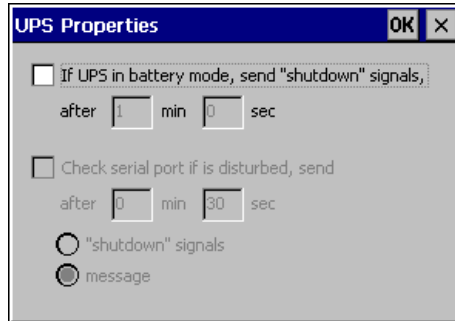 UPS Properties OK ×
If UPS in battery mode, send "shutdown" signals,
after 1 min 0 sec
Check serial port if is disturbed, send
after 0 min 30 sec
"shutdown" signals
message